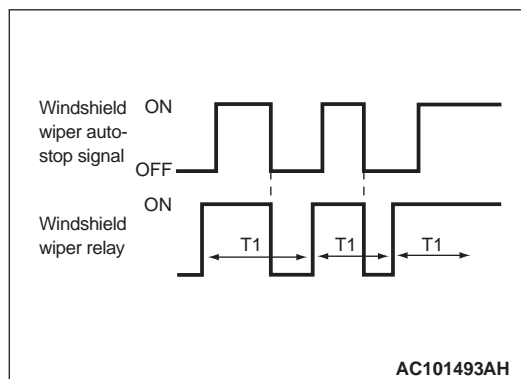 Windshield
wiper auto-
stop signal
ON
OFF
Windshield
wiper relay
ON
T1
T1
T1
AC101493AH